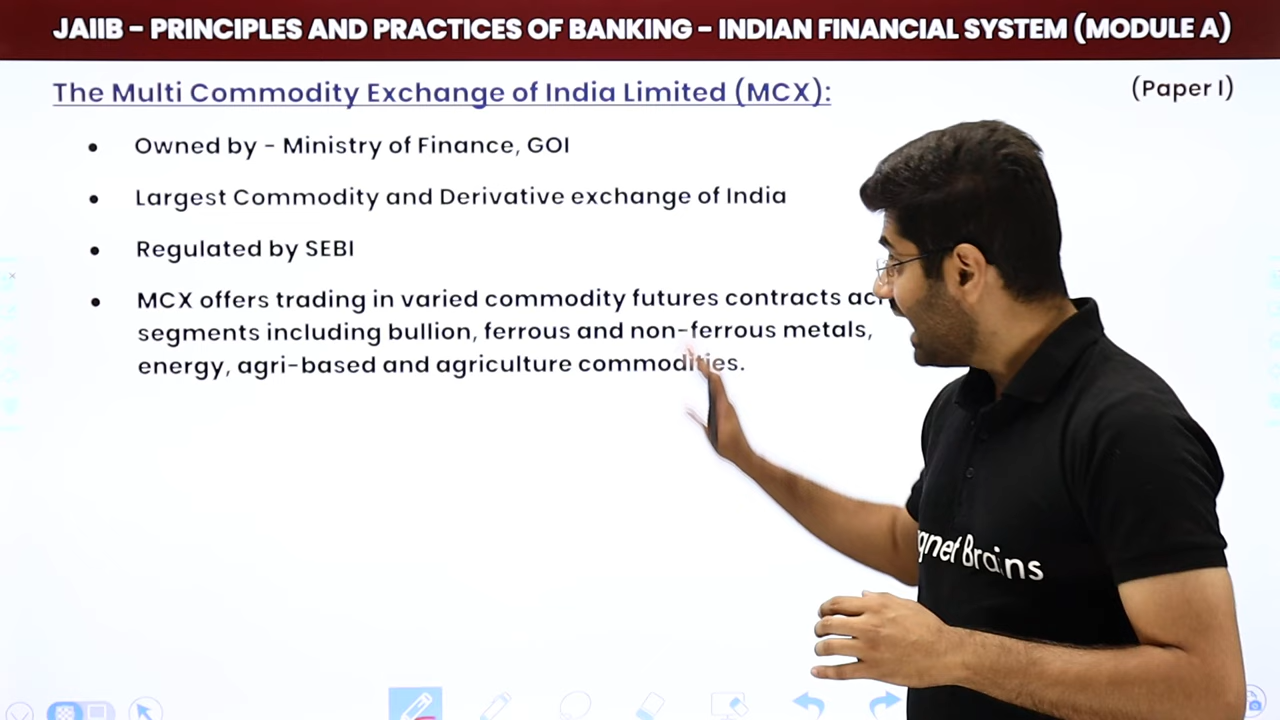 JAIIB - PRINCIPLES AND PRACTICES OF BANKING - INDIAN FINANCIAL SYSTEM (MODULE A)
The Multi Commodity Exchange of India Limited (MCX):
(Paper I)
• Owned by - Ministry of Finance, GOI
• Largest Commodity and Derivative exchange of India
• Regulated by SEBI
• MCX offers trading in varied commodity futures contracts
segments including bullion, ferrous and non-ferrous metals,
energy, agri-based and agriculture commodities.
Brains